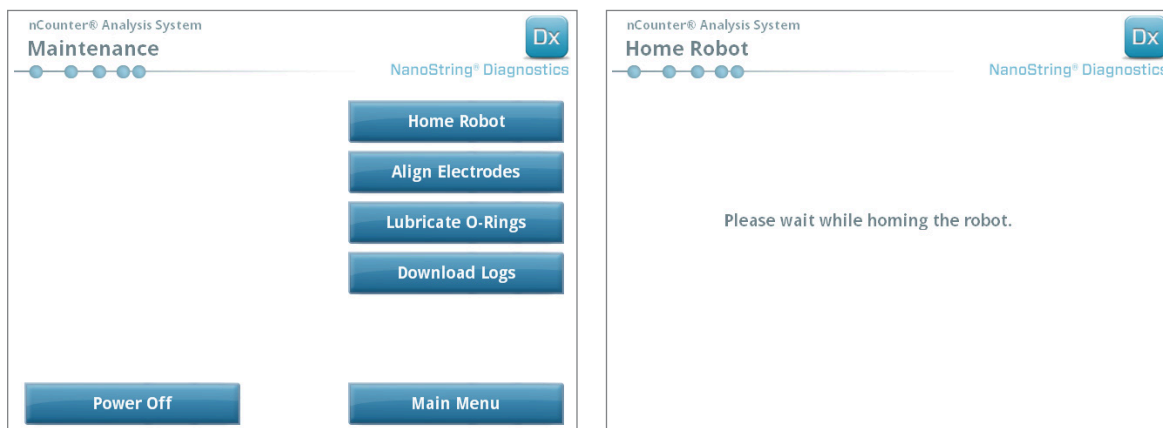 nCounter® Analysis System
Maintenance
Dx
NanoString® Diagnostics
Home Robot
Align Electrodes
Lubricate O-Rings
Download Logs
Power Off
Main Menu
nCounter® Analysis System
Home Robot
Dx
NanoString® Diagnostics
Please wait while homing the robot.